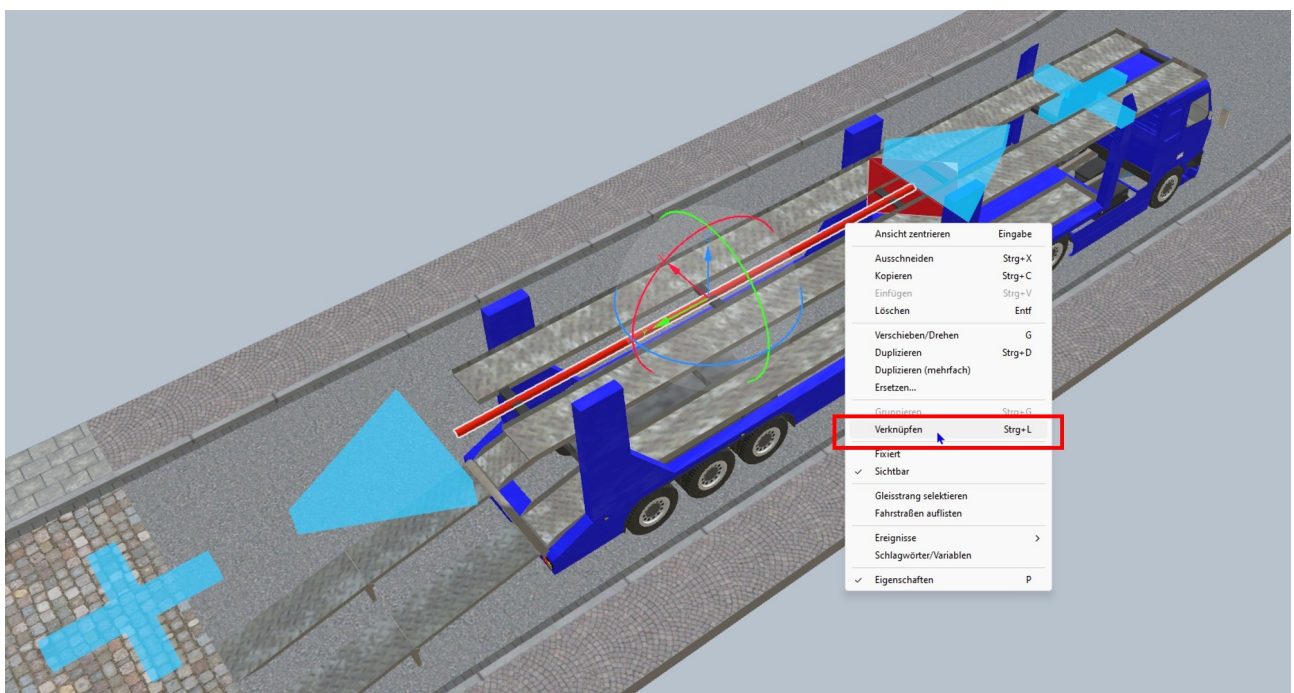 Ansicht zentrieren Eingabe
Ausschneiden Strg+X
Kopieren Strg+C
Einfügen Strg+V
Löschen Entf
Verschieben/Drehen G
Duplizieren Strg+D
Duplizieren (mehrfach)
Ersetzen...
Gruppieren Strg+G
Verknüpfen Strg+L
Fixiert
Sichtbar
Gleisstrang selektieren
Fahrstraßen auflisten
Ereignisse
Schlagwörter/Variablen
Eigenschaften P